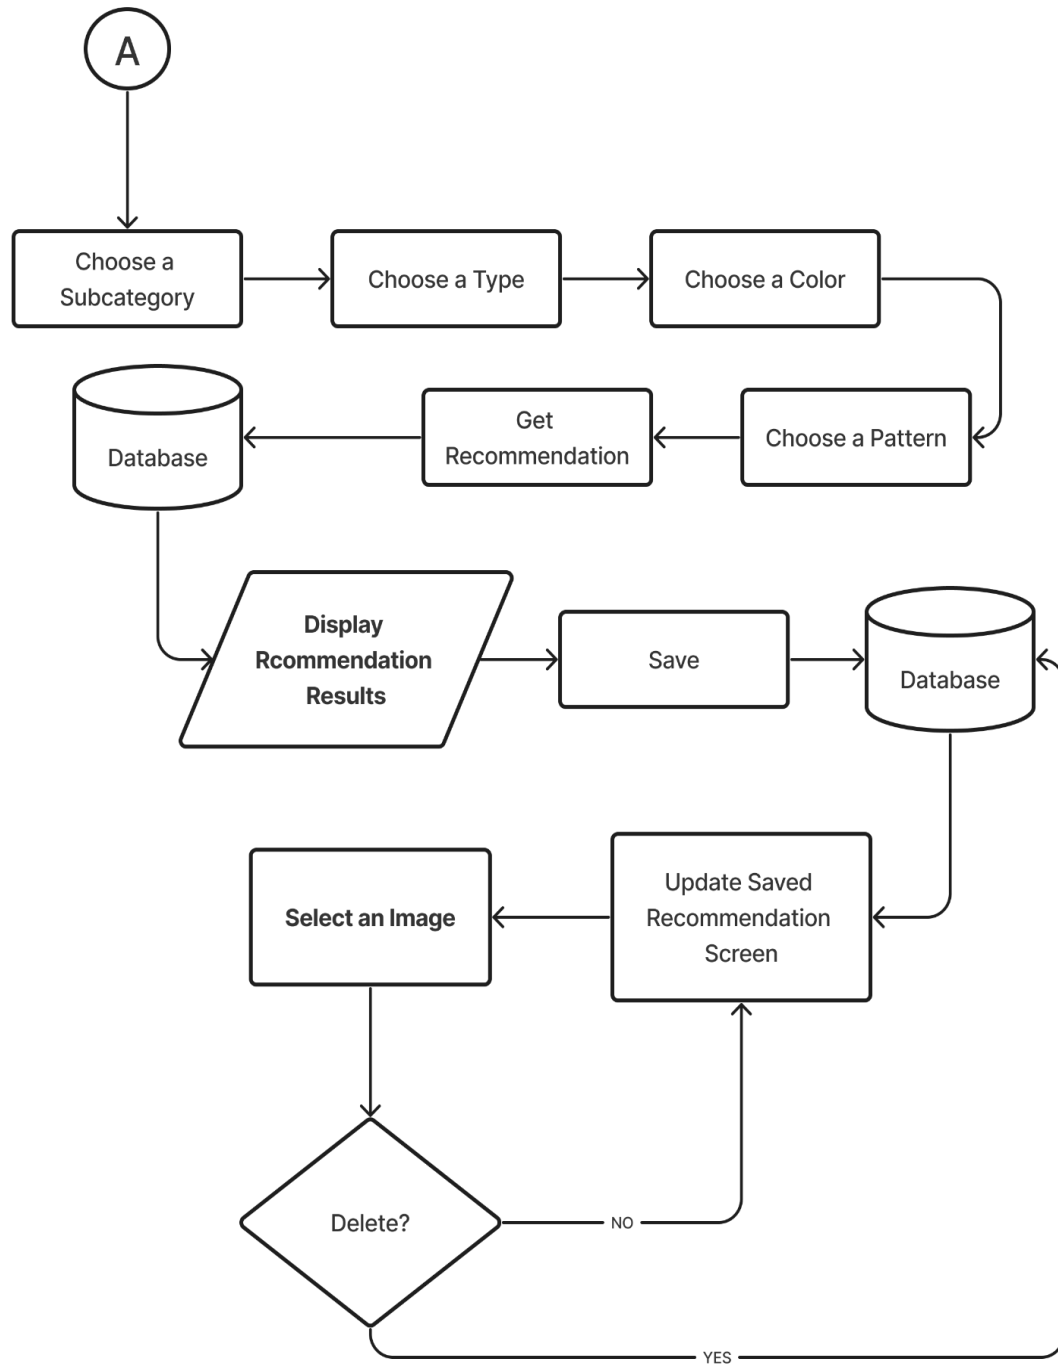 A
Choose a
Subcategory
Choose a Type
Choose a Color
Database
Get
Recommendation
Choose a Pattern
Display
Rcommendation
Results
Save
Database
Select an Image
Update Saved
Recommendation
Screen
Delete?
NO
YES